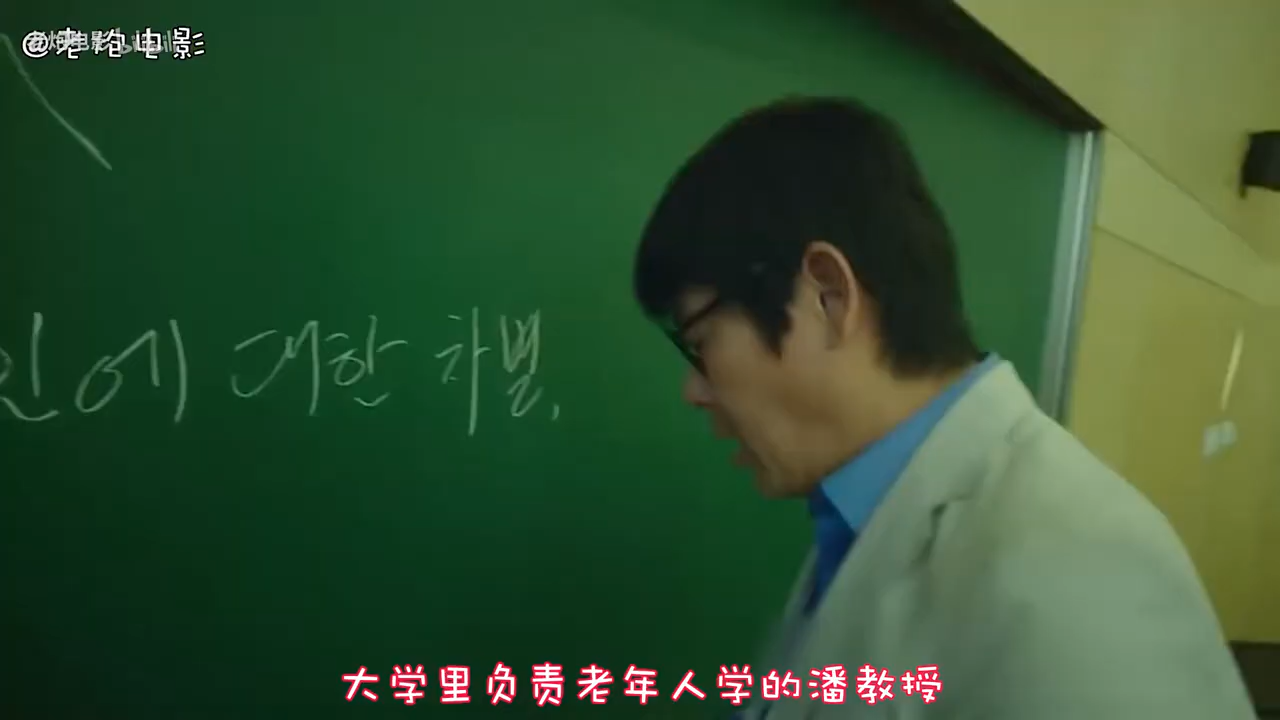 @老炮电影
인에 대한 차별,
大学里负责老年人学的潘教授